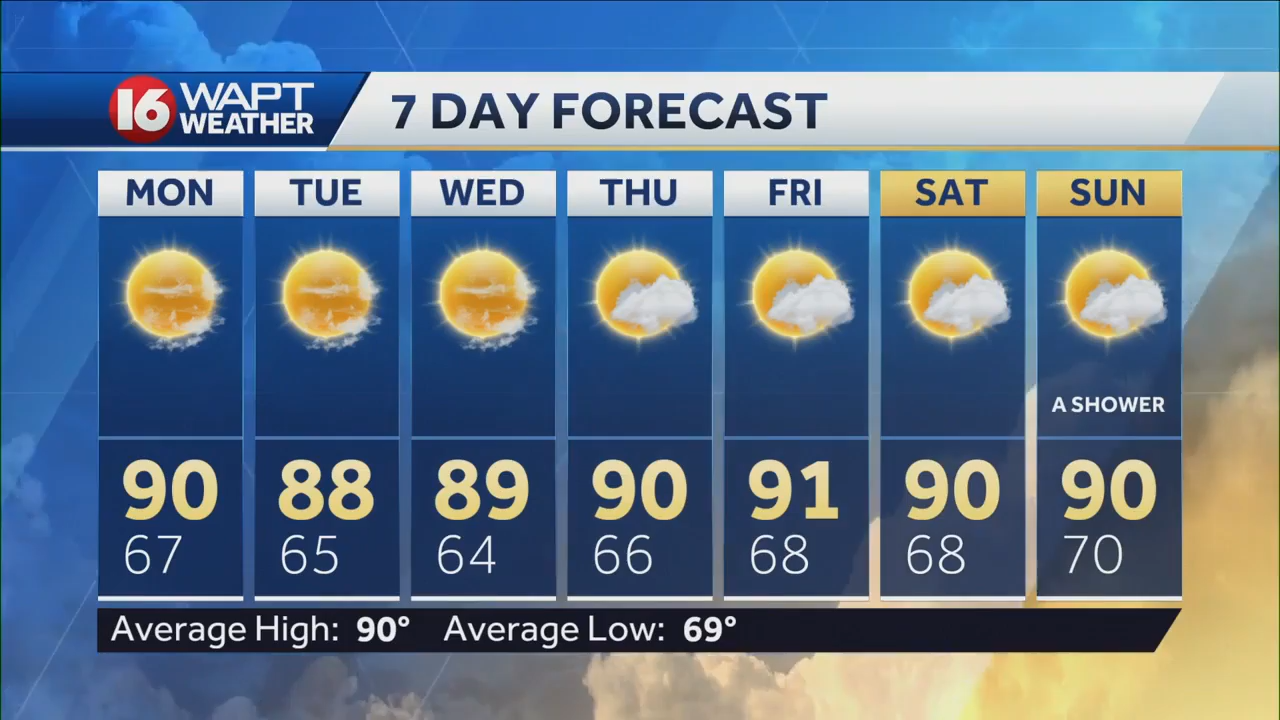 16 WAPT
WEATHER
7 DAY FORECAST
MON TUE WED THU FRI SAT SUN
A SHOWER
90 88 89 90 91 90 90
67 65 64 66 68 68 70
Average High: 90° Average Low: 69°